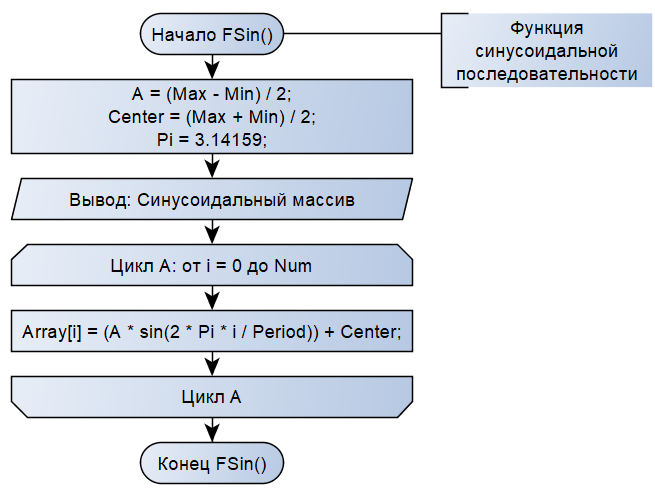 Начало FSin()
Функция
синусоидальной
последовательности
A = (Max - Min) / 2;
Center = (Max + Min) / 2;
Pi = 3.14159;
Вывод: Синусоидальный массив
Цикл А: от i = 0 до Num
Array[i] = (A * sin(2 * Pi * i / Period)) + Center;
Цикл А
Конец FSin()